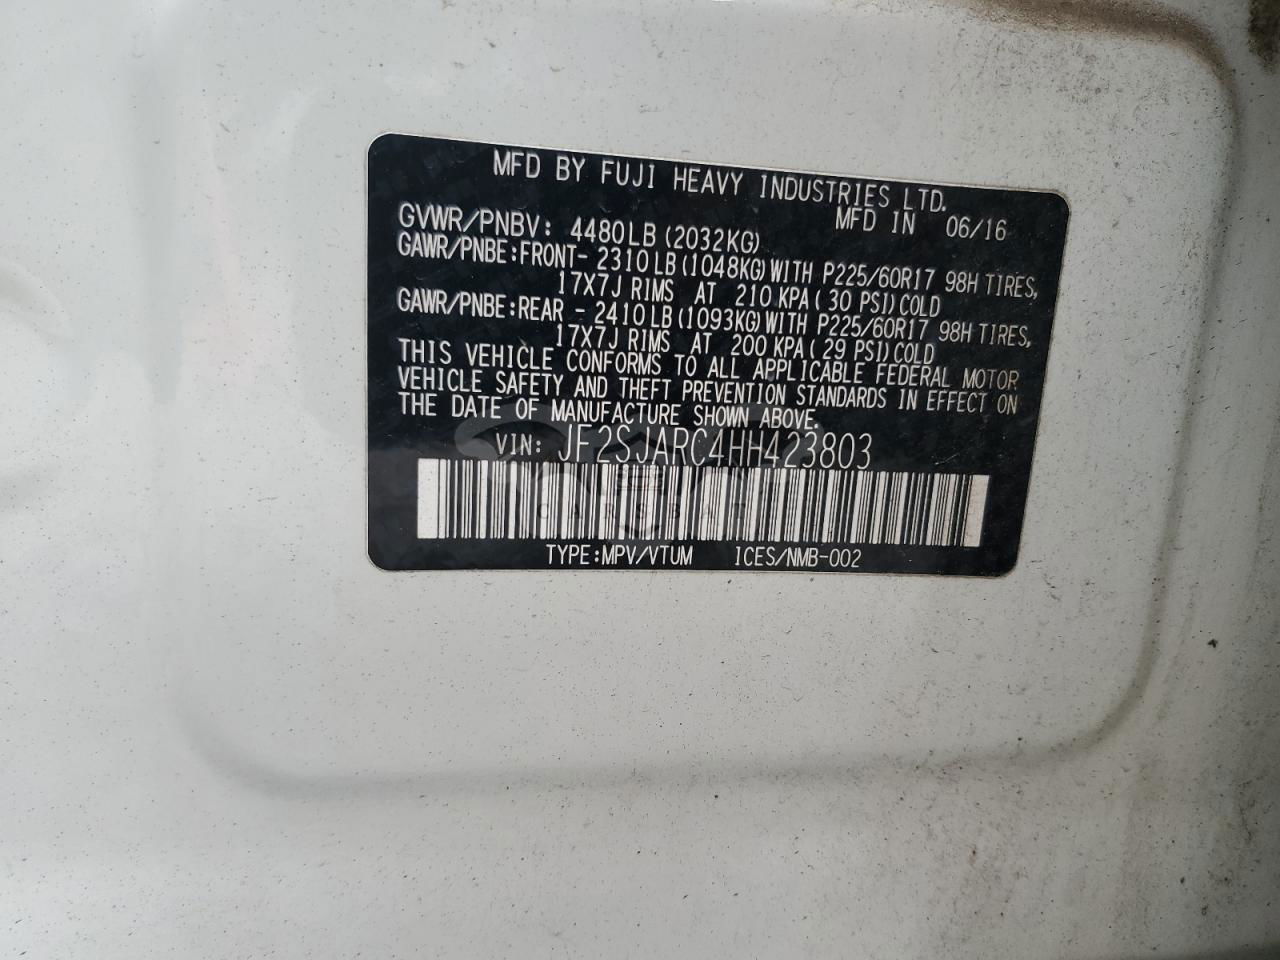 MFD BY FUJI HEAVY INDUSTRIES LTD.
MFD IN 06/16
GVWR/PNBV: 4480LB (2032KG)
GAWR/PNBE:FRONT- 2310LB (1048KG) WITH P225/60R17 98H TIRES,
17X7J RIMS AT 210 KPA ( 30 PSI) COLD
GAWR/PNBE:REAR - 2410LB (1093KG) WITH P225/60R17 98H TIRES,
17X7J RIMS AT 200 KPA ( 29 PSI) COLD
THIS VEHICLE CONFORMS TO ALL APPLICABLE FEDERAL MOTOR
VEHICLE SAFETY AND THEFT PREVENTION STANDARDS IN EFFECT ON
THE DATE OF MANUFACTURE SHOWN ABOVE.
VIN: JF2SJARC4HH423803
TYPE:MPV/VTUM ICES/NMB-002